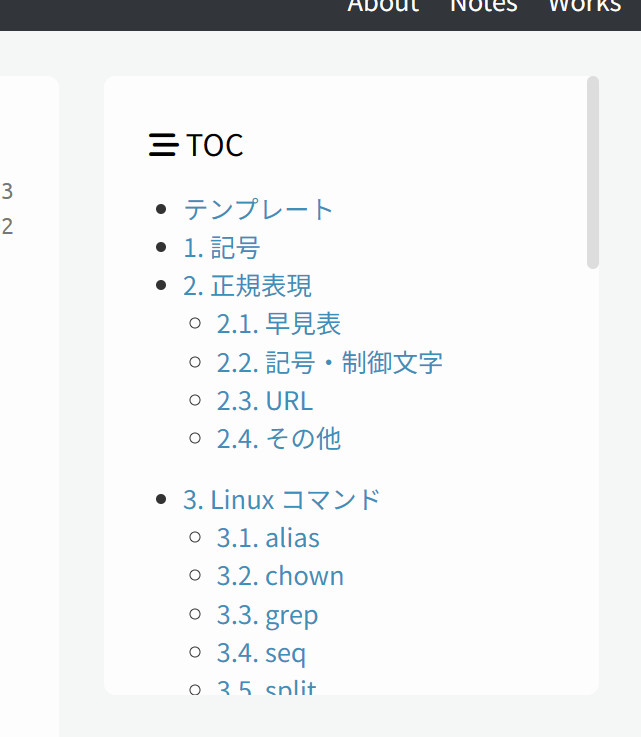 About Notes Works
3
2
TOC
テンプレート
1. 記号
2. 正規表現
2.1. 早見表
2.2. 記号・制御文字
2.3. URL
2.4. その他
3. Linux コマンド
3.1. alias
3.2. chown
3.3. grep
3.4. seq
3.5. split